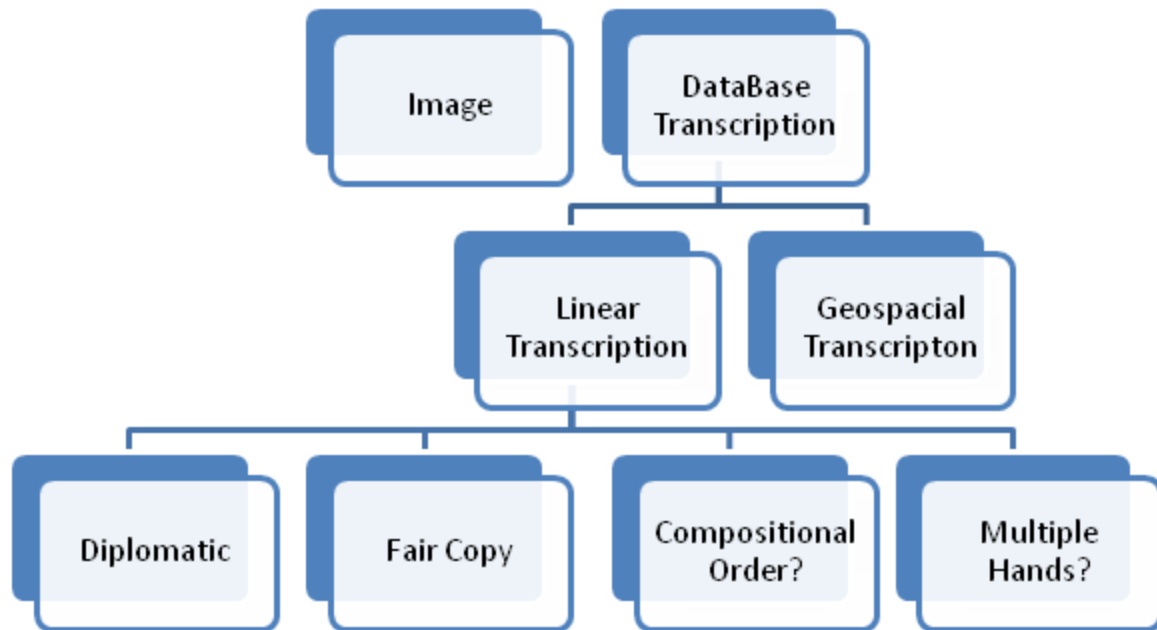 Image
DataBase
Transcription
Linear
Transcription
Geospacial
Transcripton
Diplomatic
Fair Copy
Compositional
Order?
Multiple
Hands?